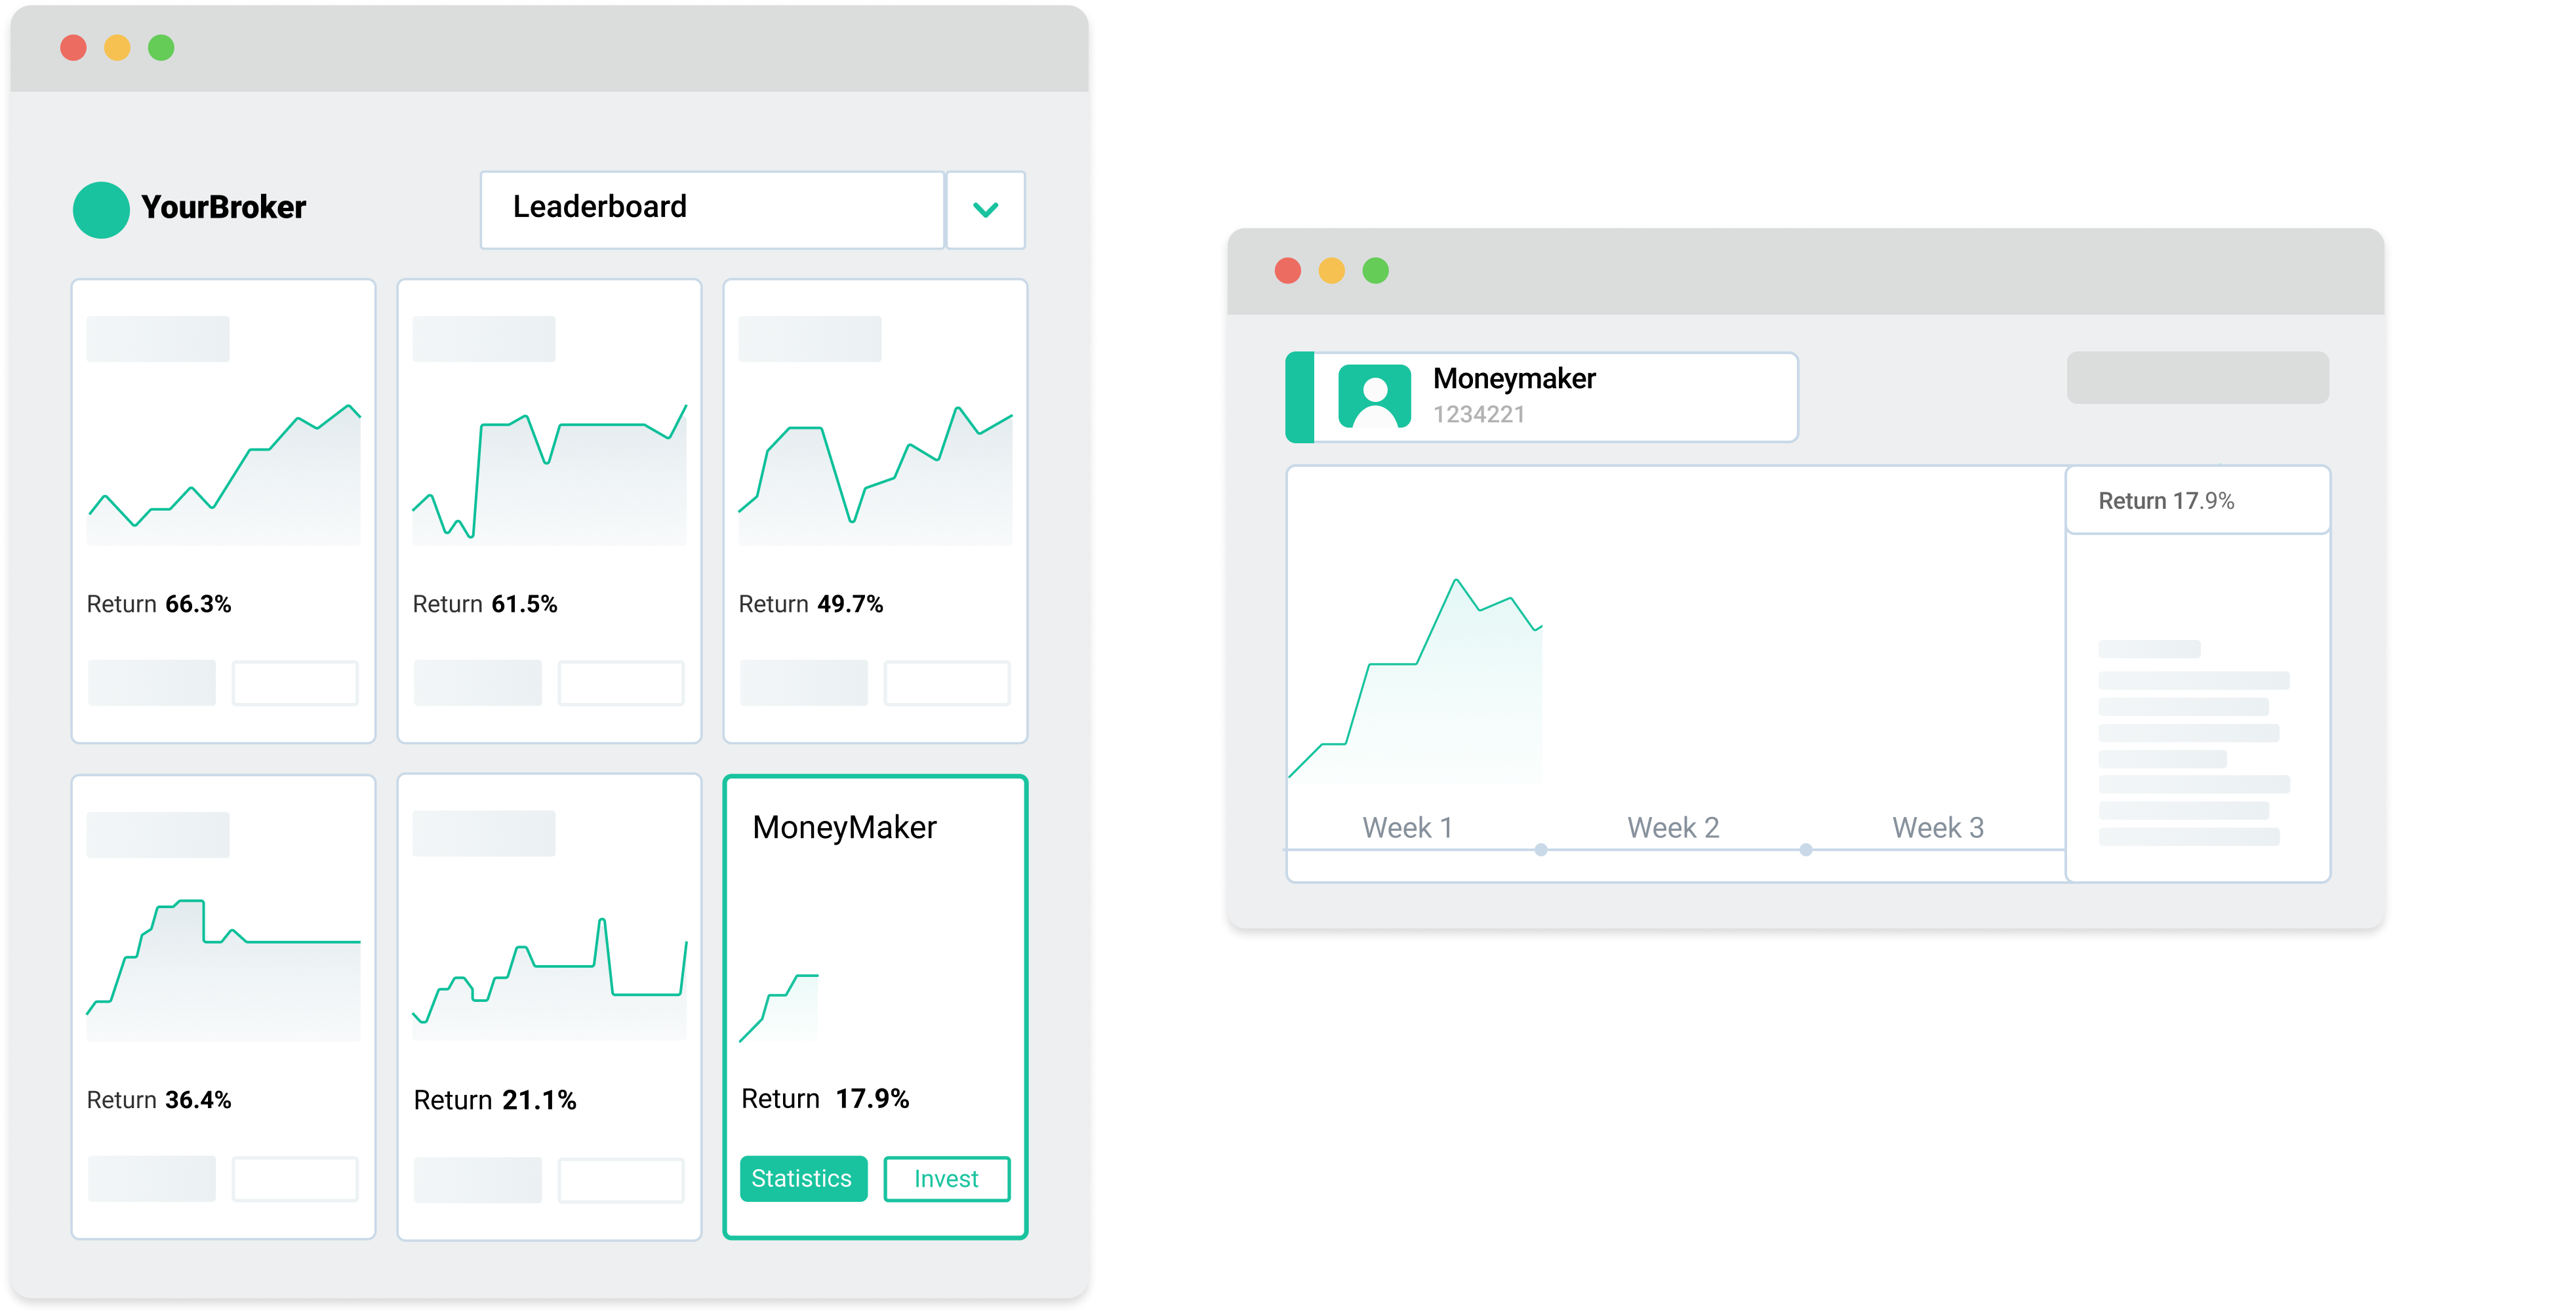 YourBroker
Leaderboard
Return 66.3%
Return 61.5%
Return 49.7%
Return 36.4%
Return 21.1%
MoneyMaker
Return 17.9%
Statistics
Invest
Moneymaker
1234221
Return 17.9%
Week 1
Week 2
Week 3